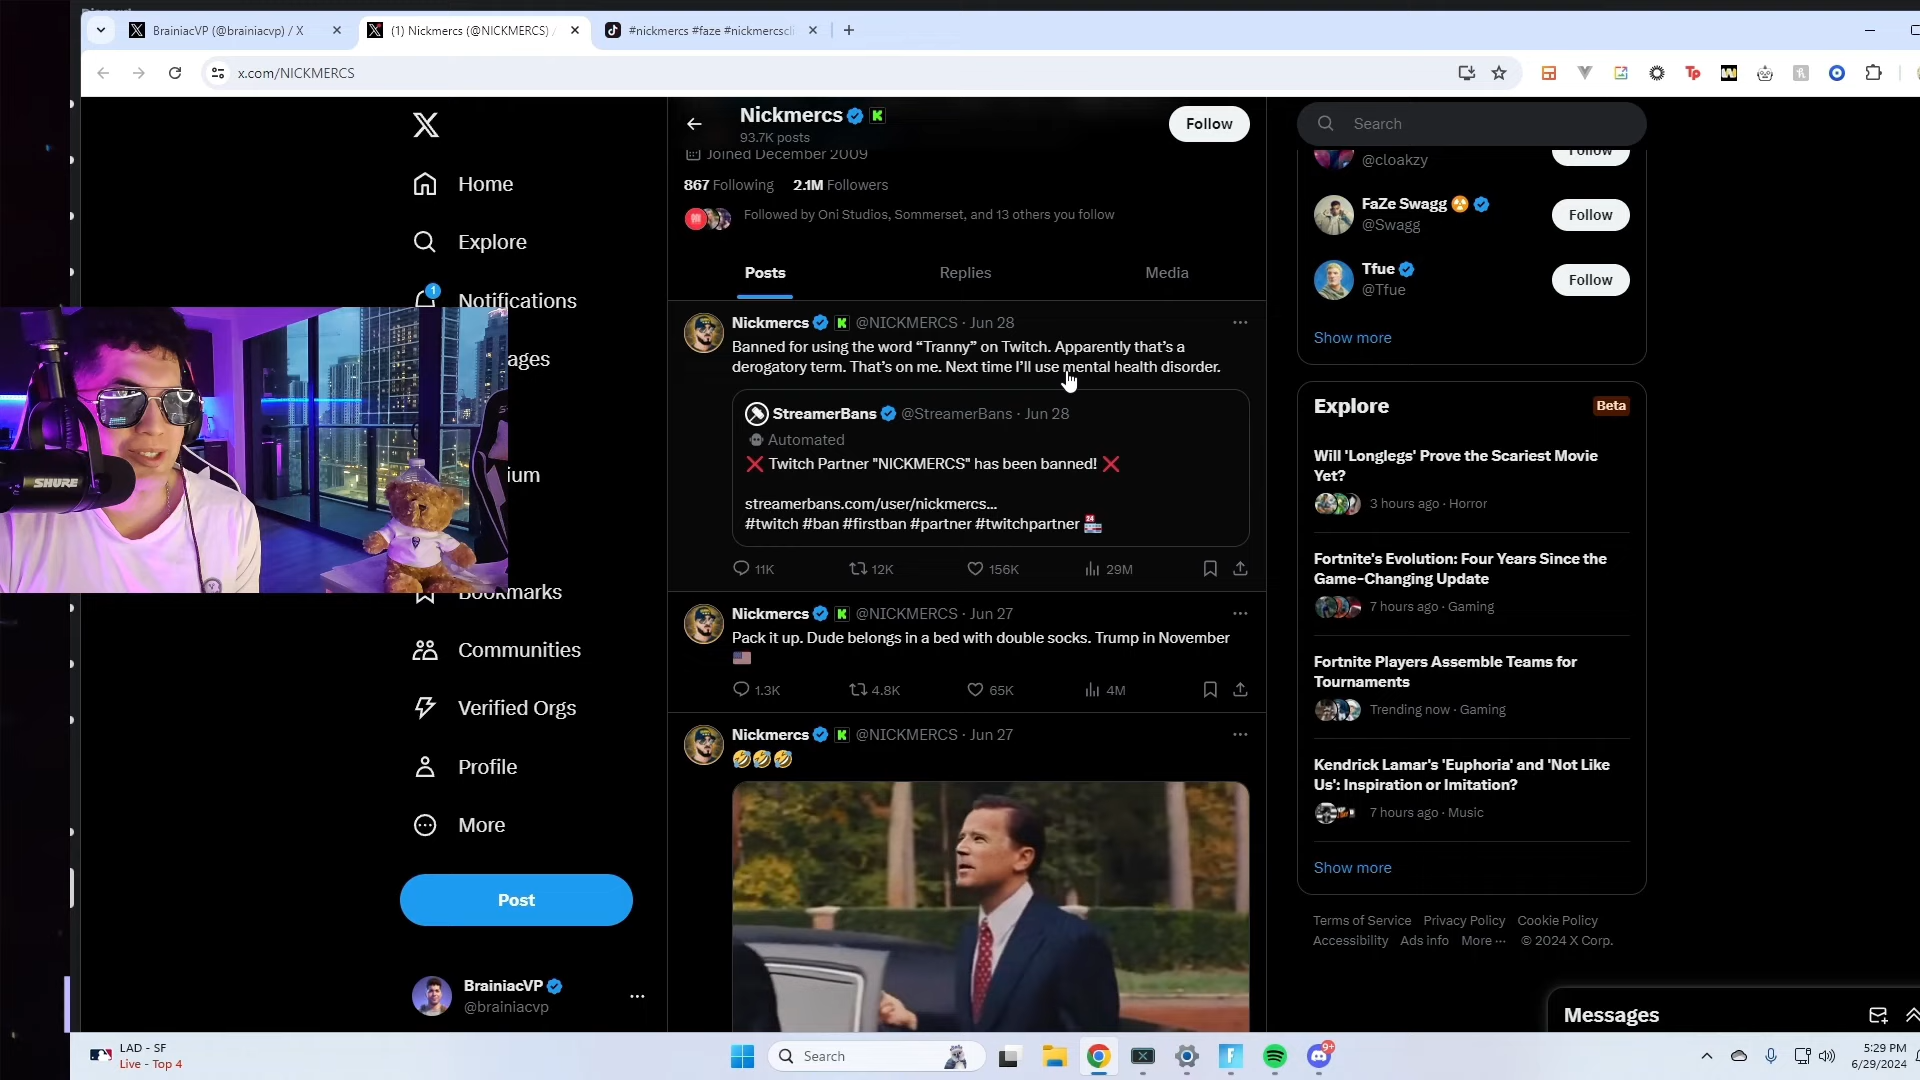 BrainiacVP (@brainiacvp) / X
(1) Nickmercs (@NICKMERCS) /
#nickmercs #faze #nickmercscli
x.com/NICKMERCS
Home
Explore
1
Notifications
ages
ium
Bookmarks
Communities
Verified Orgs
Profile
More
Post
BrainiacVP
@brainiacvp
Nickmercs
93.7K posts
Follow
Joined December 2009
867 Following 2.1M Followers
Followed by Oni Studios, Sommerset, and 13 others you follow
Posts Replies Media
Nickmercs @NICKMERCS · Jun 28
Banned for using the word “Tranny” on Twitch. Apparently that’s a
derogatory term. That’s on me. Next time I’ll use mental health disorder.
StreamerBans @StreamerBans · Jun 28
Automated
❌ Twitch Partner "NICKMERCS" has been banned! ❌
streamerbans.com/user/nickmercs...
#twitch #ban #firstban #partner #twitchpartner
11K 12K 156K 29M
Nickmercs @NICKMERCS · Jun 27
Pack it up. Dude belongs in a bed with double socks. Trump in November
🇺🇸
1.3K 4.8K 65K 4M
Nickmercs @NICKMERCS · Jun 27
🤣🤣🤣
Search
@cloakzy
Follow
FaZe Swagg
@Swagg
Follow
Tfue
@Tfue
Follow
Show more
Explore Beta
Will 'Longlegs' Prove the Scariest Movie
Yet?
3 hours ago · Horror
Fortnite's Evolution: Four Years Since the
Game-Changing Update
7 hours ago · Gaming
Fortnite Players Assemble Teams for
Tournaments
Trending now · Gaming
Kendrick Lamar's 'Euphoria' and 'Not Like
Us': Inspiration or Imitation?
7 hours ago · Music
Show more
Terms of Service Privacy Policy Cookie Policy
Accessibility Ads info More ··· © 2024 X Corp.
Messages
SHURE
LAD - SF
Live - Top 4
Search
9+
5:29 PM
6/29/2024